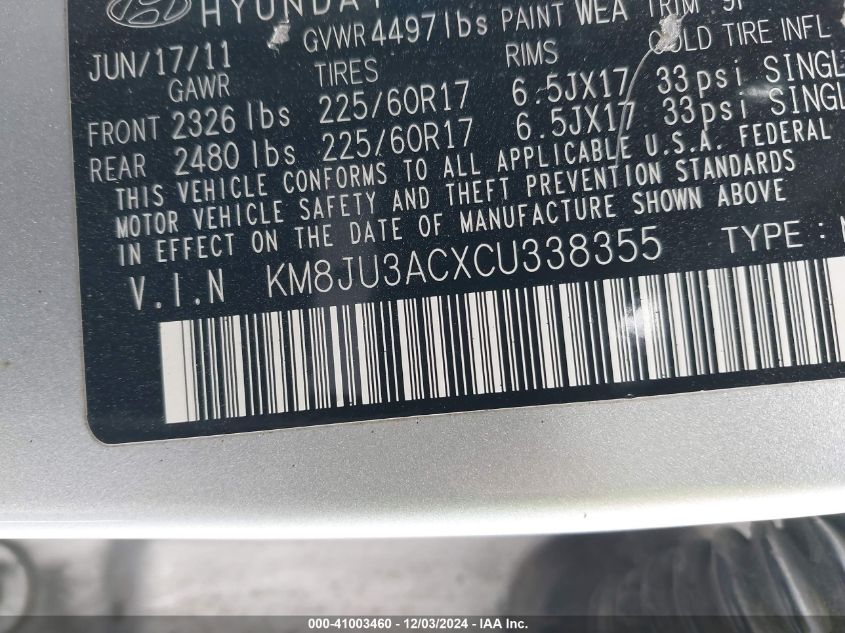 HYUNDAI
JUN/17/11 GVWR 4497 lbs PAINT WEA TRIM 9P
GAWR TIRES RIMS COLD TIRE INFL
FRONT 2326 lbs 225/60R17 6.5JX17 33psi SINGL
REAR 2480 lbs 225/60R17 6.5JX17 33psi SINGL
THIS VEHICLE CONFORMS TO ALL APPLICABLE U.S.A. FEDERAL
MOTOR VEHICLE SAFETY AND THEFT PREVENTION STANDARDS
IN EFFECT ON THE DATE OF MANUFACTURE SHOWN ABOVE
V.I.N KM8JU3ACXCU338355 TYPE :
000-41003460 - 12/03/2024 - IAA Inc.